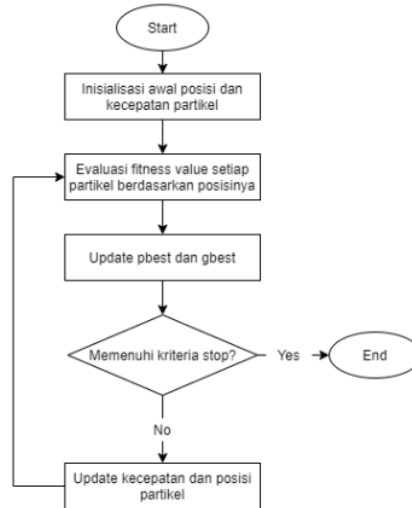 Start
Inisialisasi awal posisi dan
kecepatan partikel
Evaluasi fitness value setiap
partikel berdasarkan posisinya
Update pbest dan gbest
Memenuhi kriteria stop?
Yes
End
No
Update kecepatan dan posisi
partikel